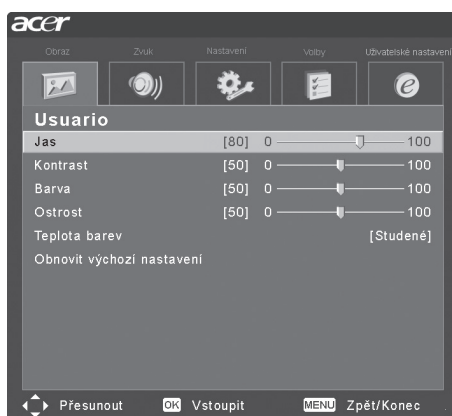 acer
Obraz Zvuk Nastavení Volby Uživatelské nastavení
Usuario
Jas [80] 0 100
Kontrast [50] 0 100
Barva [50] 0 100
Ostrost [50] 0 100
Teplota barev [Studené]
Obnovit výchozí nastavení
Přesunout OK Vstoupit MENU Zpět/Konec